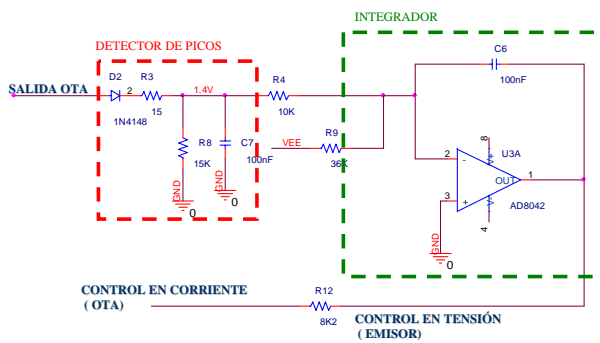 INTEGRADOR
DETECTOR DE PICOS
C6
100nF
SALIDA OTA
D2
2
R3
1.4V
R4
1N4148
15
10K
R8
15K
C7
100nF
VEE
R9
36K
8
U3A
2
-
V+
OUT
1
3
+
V-
AD8042
4
GND
0
GND
0
GND
0
CONTROL EN CORRIENTE
( OTA)
R12
8K2
CONTROL EN TENSIÓN
( EMISOR)